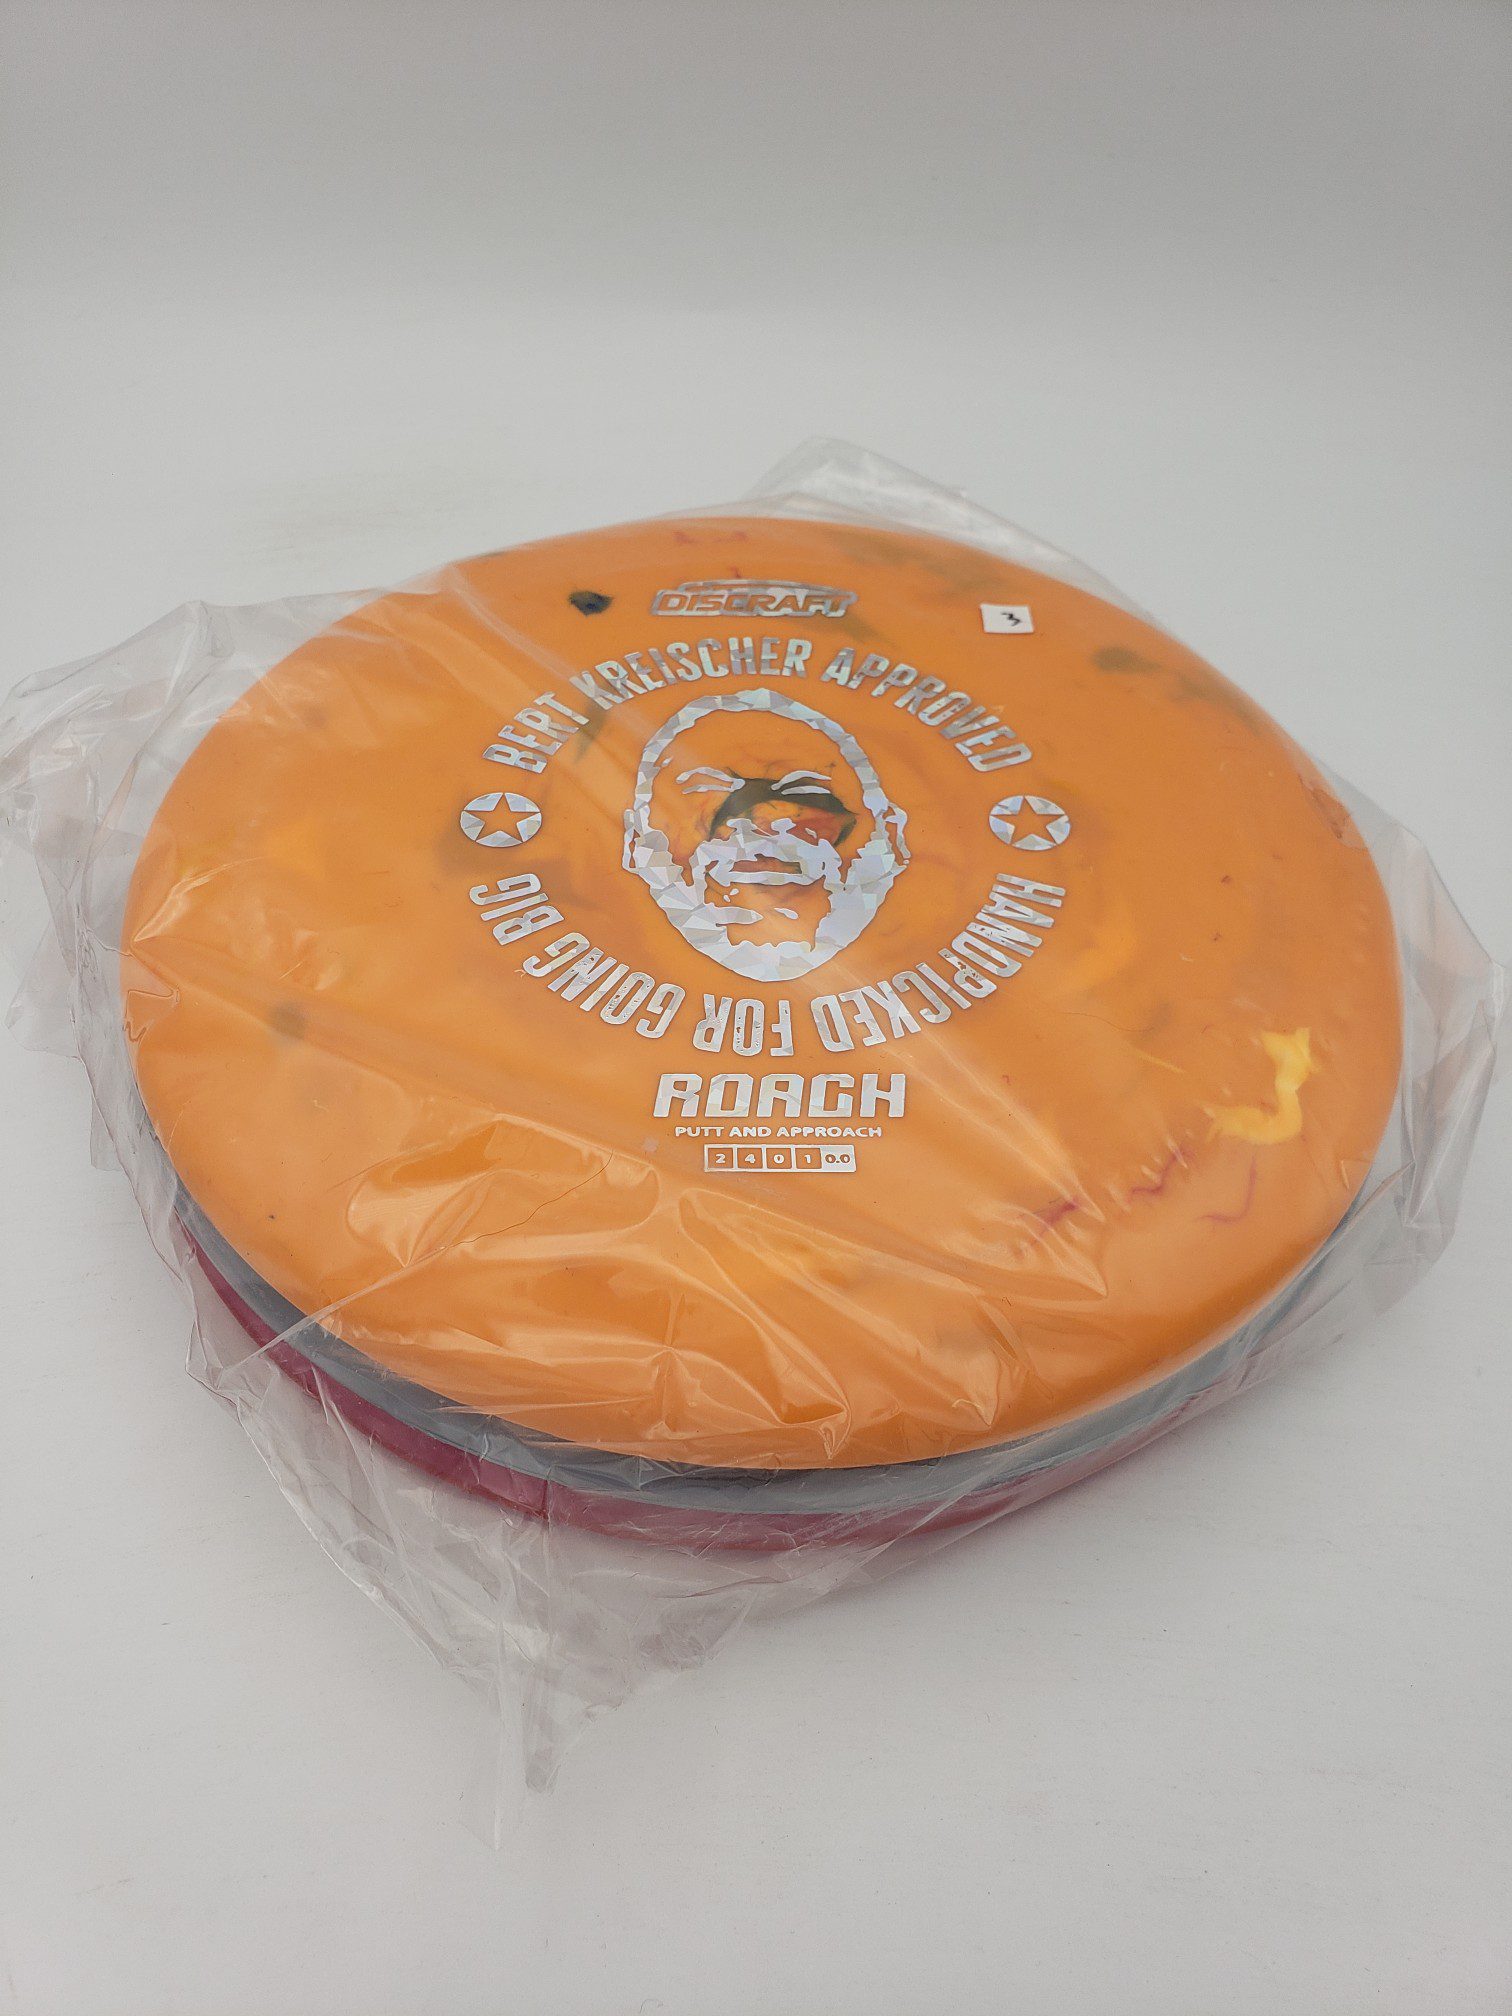 DISCRAFT
3
BERT KREISCHER APPROVED
HANDPICKED FOR GOING BIG
ROACH
PUTT AND APPROACH
2 4 0 1 0.0